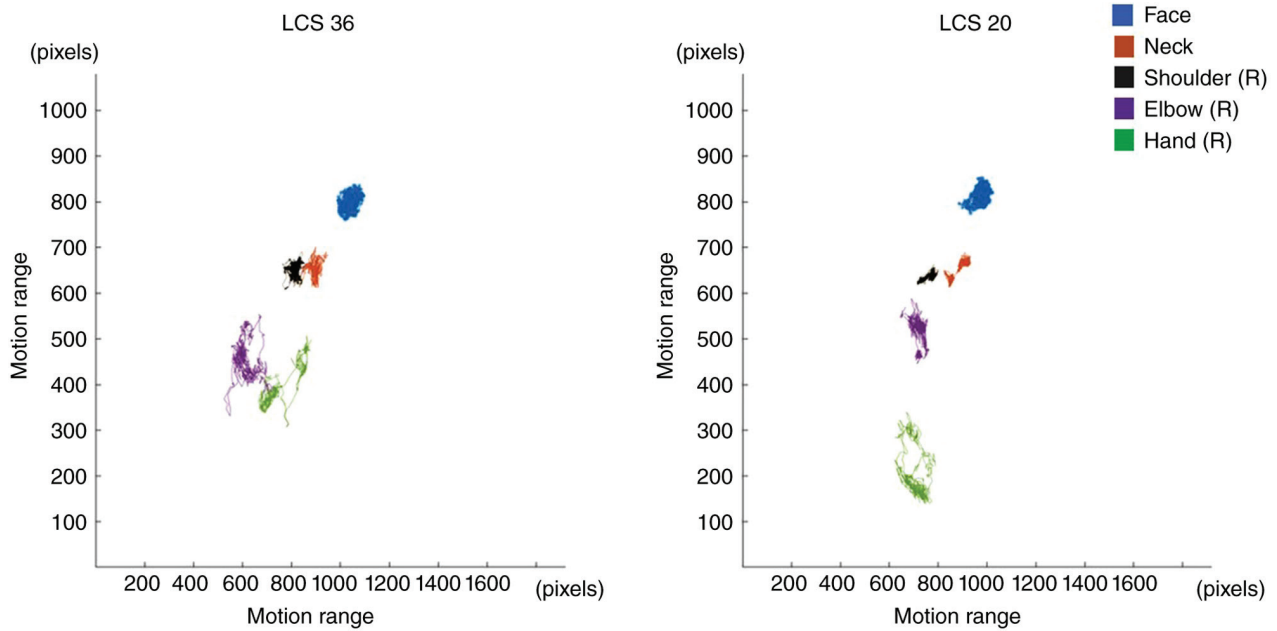 LCS 36
(pixels)
1000
900
800
700
600
500
400
300
200
100
Motion range
200 400 600 800 1000 1200 1400 1600
(pixels)
Motion range
LCS 20
(pixels)
1000
900
800
700
600
500
400
300
200
100
Motion range
200 400 600 800 1000 1200 1400 1600
(pixels)
Motion range
Face
Neck
Shoulder (R)
Elbow (R)
Hand (R)